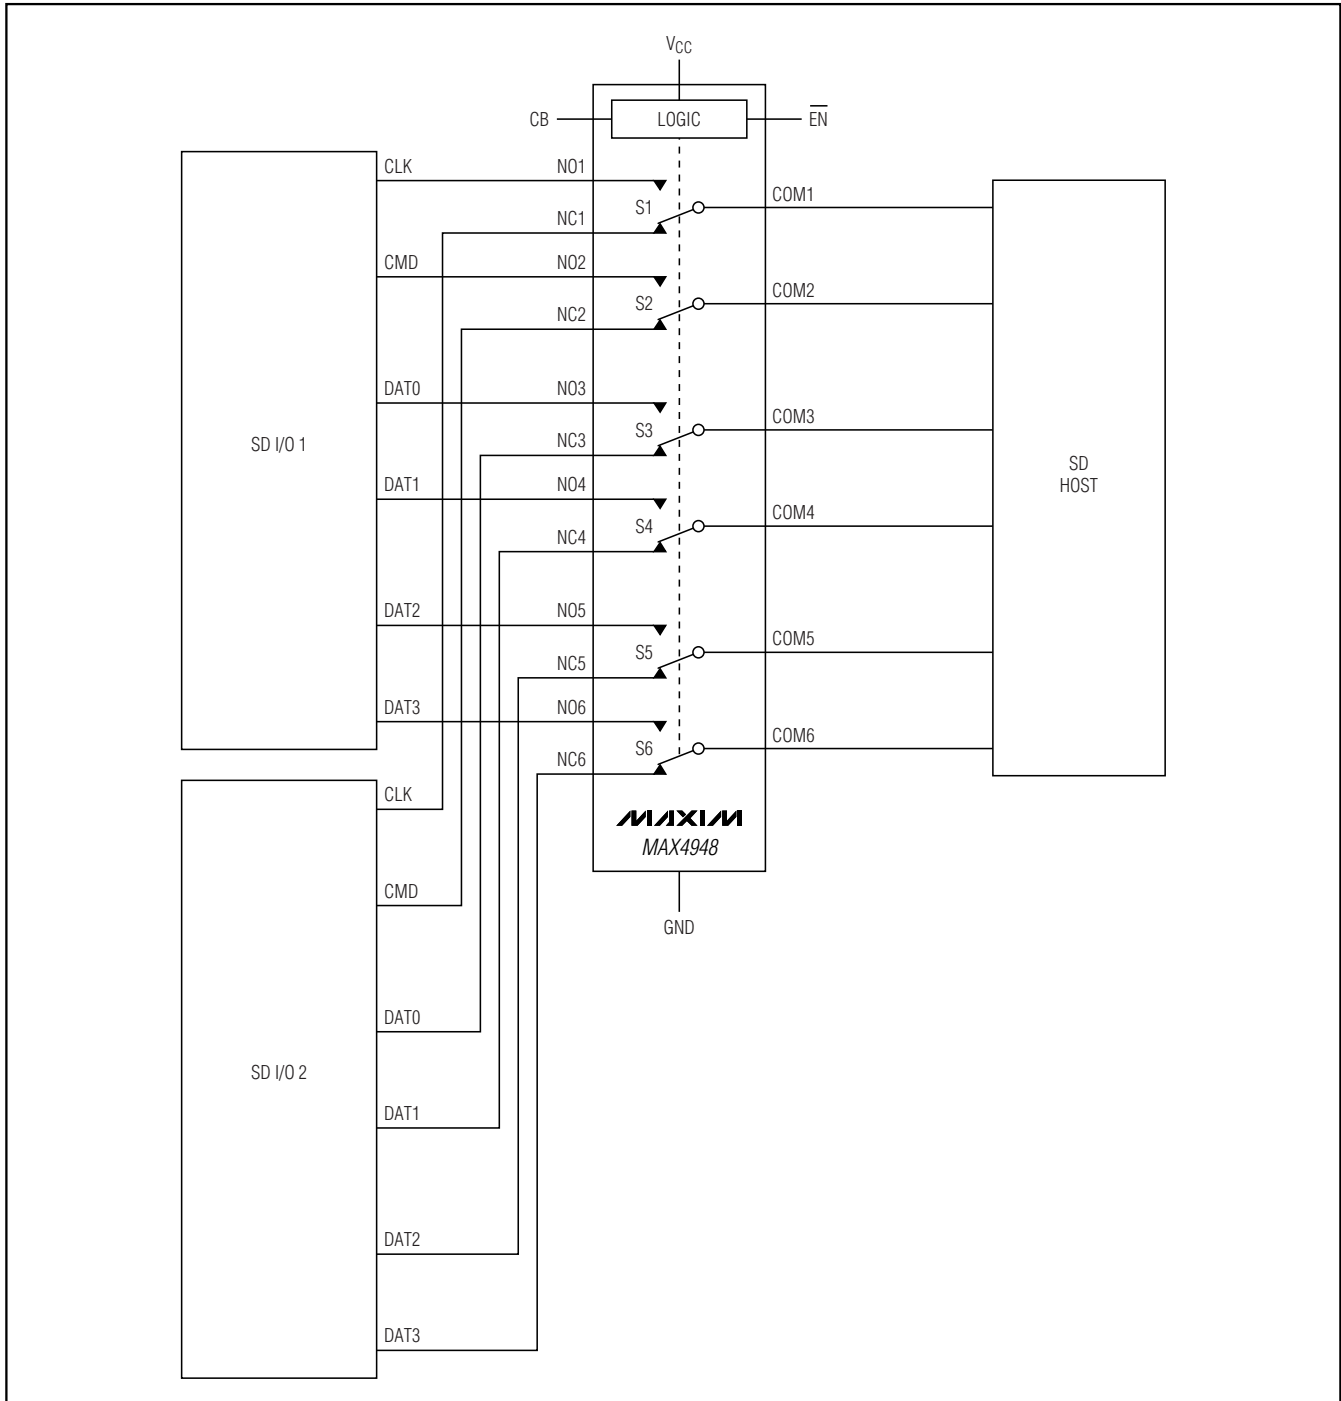 VCC
CB
LOGIC
EN
CLK
NO1
S1
COM1
NC1
CMD
NO2
S2
COM2
NC2
DAT0
NO3
S3
COM3
NC3
SD I/O 1
DAT1
NO4
S4
COM4
NC4
SD
HOST
DAT2
NO5
S5
COM5
NC5
DAT3
NO6
S6
COM6
NC6
CLK
MAXIM
MAX4948
CMD
GND
DAT0
SD I/O 2
DAT1
DAT2
DAT3